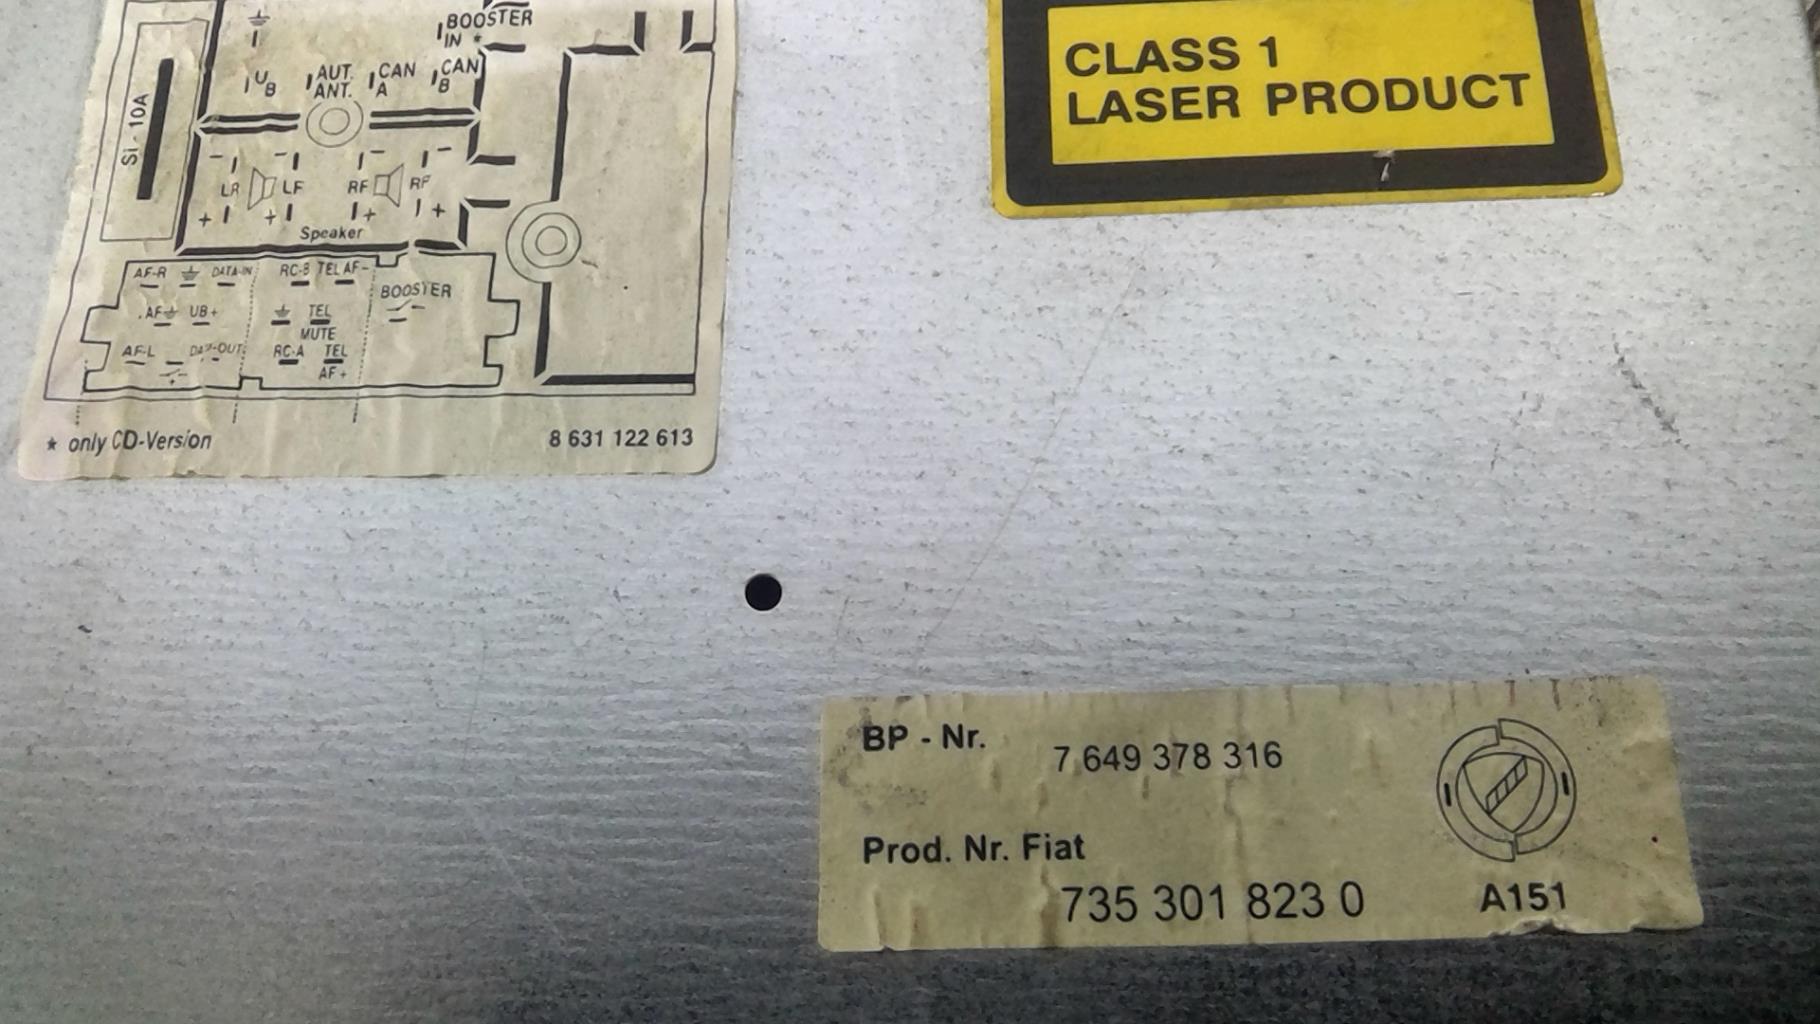 BOOSTER
IN *
UB AUT. ANT. CAN A CAN B
Si - 10A
- - - -
LR LF RF RF
+ + + +
Speaker
AF-R DATA-IN RC-B TEL AF-
BOOSTER
AF UB+ TEL
MUTE
AF-L RC-A TEL
AF+
* only CD-Version 8 631 122 613
CLASS 1
LASER PRODUCT
BP - Nr. 7 649 378 316
Prod. Nr. Fiat
735 301 823 0 A151